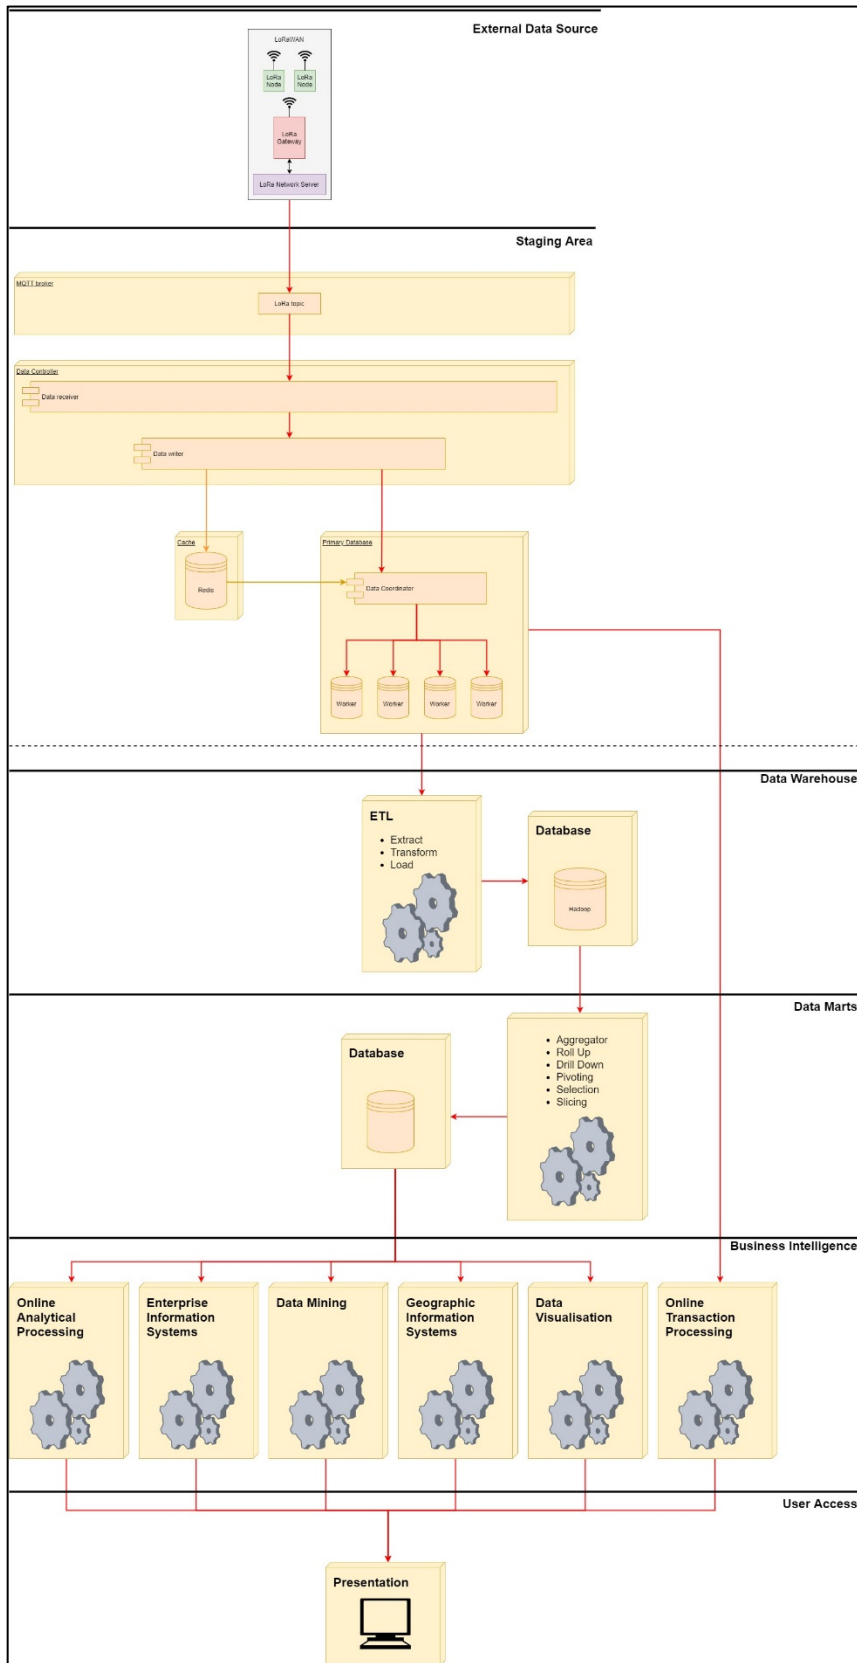 External Data Source
LoRaWAN
LoRa
Node
LoRa
Node
LoRa
Gateway
LoRa Network Server
Staging Area
MQTT broker
LoRa topic
Data Controller
Data receiver
Data writer
Cache
Redis
Primary Database
Data Coordinator
Worker
Worker
Worker
Worker
Data Warehouse
ETL
• Extract
• Transform
• Load
Database
Hadoop
Data Marts
Database
• Aggregator
• Roll Up
• Drill Down
• Pivoting
• Selection
• Slicing
Business Intelligence
Online
Analytical
Processing
Enterprise
Information
Systems
Data Mining
Geographic
Information
Systems
Data
Visualisation
Online
Transaction
Processing
User Access
Presentation